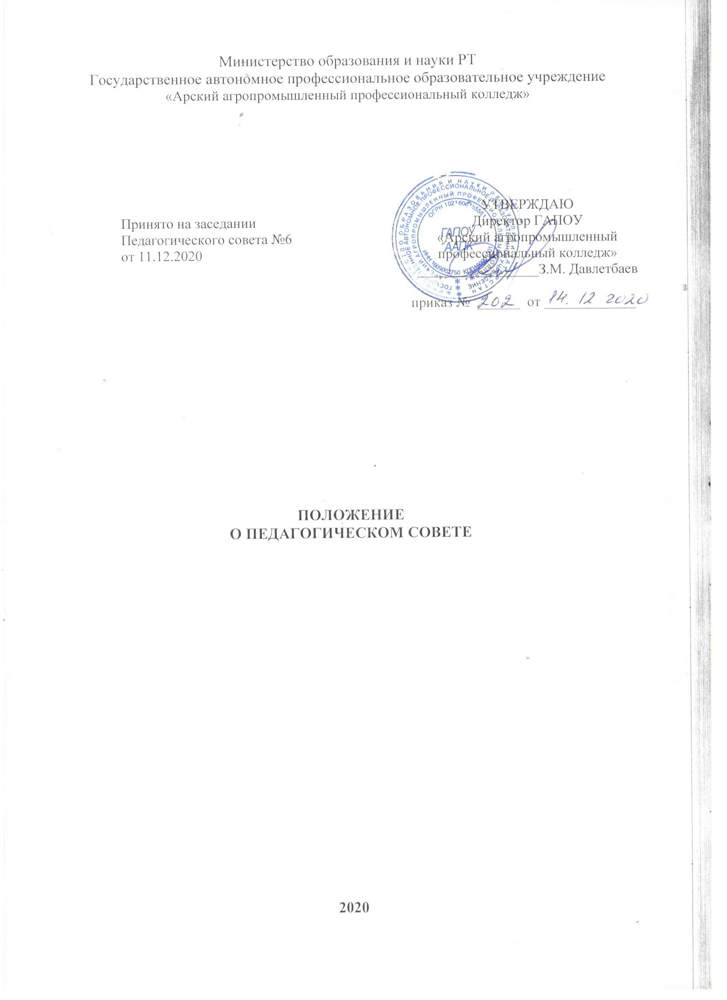 Министерство образования и науки РТ
Государственное автономное профессиональное образовательное учреждение
«Арский агропромышленный профессиональный колледж»
Принято на заседании
Педагогического совета №6
от 11.12.2020
УТВЕРЖДАЮ
Директор ГАПОУ
«Арский агропромышленный
профессиональный колледж»
З.М. Давлетбаев
приказ № 202 от 14. 12 2020
ГАПОУ
"ААПК"
ИНН 1609002750
ПОЛОЖЕНИЕ
О ПЕДАГОГИЧЕСКОМ СОВЕТЕ
2020